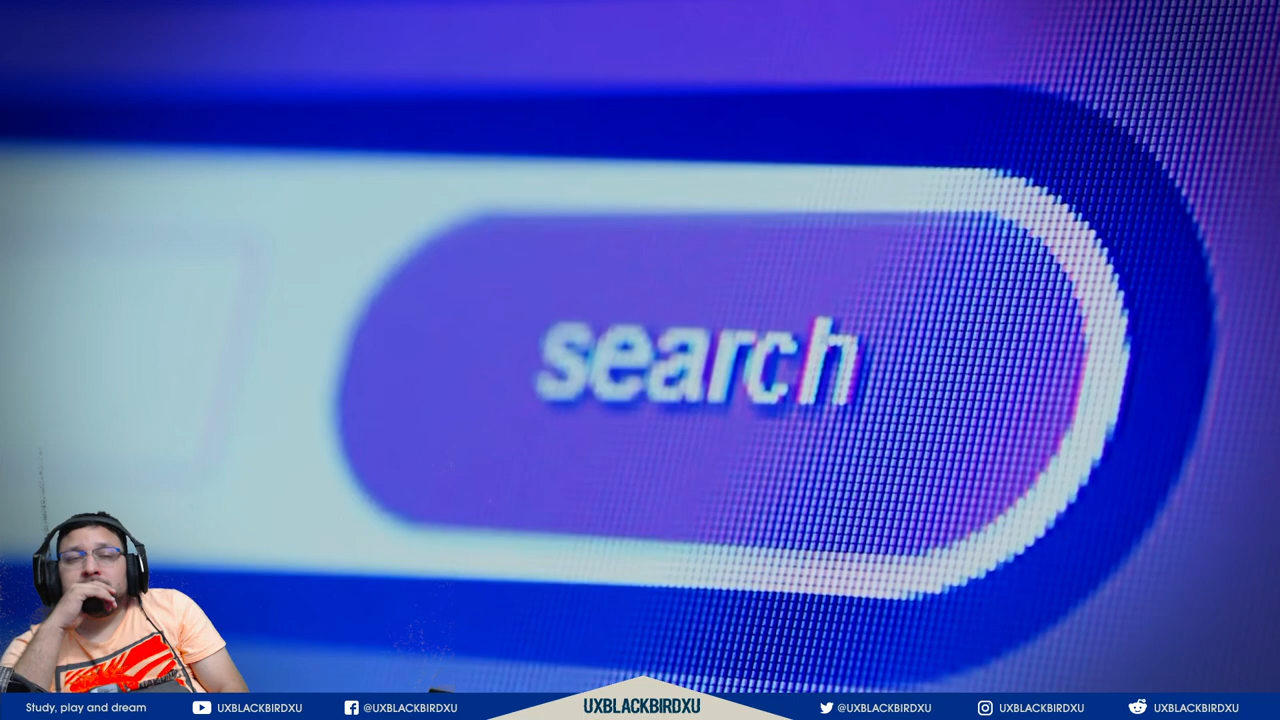 search
Study, play and dream
UXBLACKBIRDXU
@UXBLACKBIRDXU
UXBLACKBIRDXU
@UXBLACKBIRDXU
UXBLACKBIRDXU
UXBLACKBIRDXU